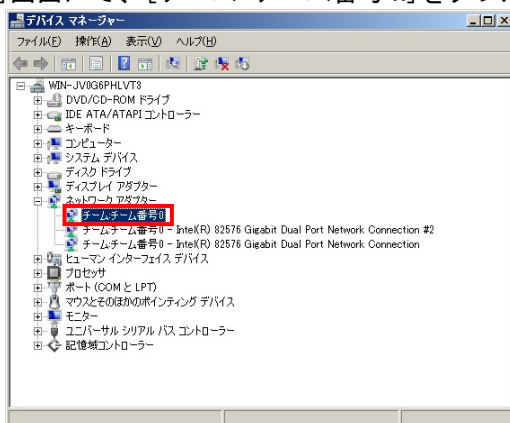 デバイス マネージャー
ファイル(F) 操作(A) 表示(V) ヘルプ(H)
WIN-JV0G6PHLVT8
DVD/CD-ROM ドライブ
IDE ATA/ATAPI コントローラー
キーボード
コンピューター
システム デバイス
ディスク ドライブ
ディスプレイ アダプター
ネットワーク アダプター
チーム:チーム番号0
チーム:チーム番号0 - Intel(R) 82576 Gigabit Dual Port Network Connection #2
チーム:チーム番号0 - Intel(R) 82576 Gigabit Dual Port Network Connection
ヒューマン インターフェイス デバイス
プロセッサ
ポート (COM と LPT)
マウスとそのほかのポインティング デバイス
モニター
ユニバーサル シリアル バス コントローラー
記憶域コントローラー